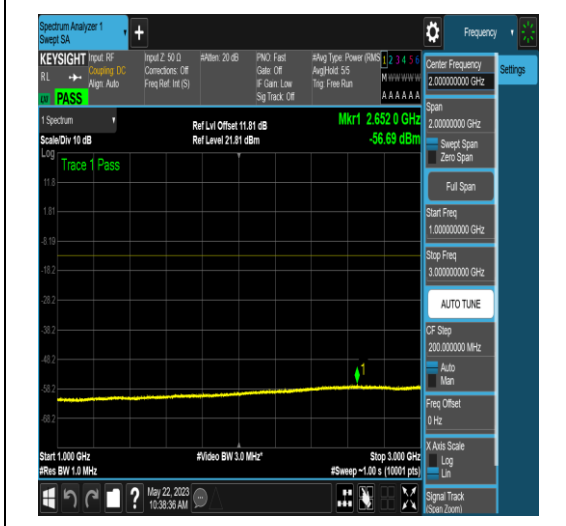 Spectrum Analyzer 1
Swept SA
+
Frequency
KEYSIGHT
RL
PASS
Input: RF
Coupling: DC
Align: Auto
Input Z: 50 Ω
Corrections: Off
Freq Ref: Int (S)
#Atten: 20 dB
PNO: Fast
Gate: Off
IF Gain: Low
Sig Track: Off
#Avg Type: Power (RMS
Avg|Hold: 5/5
Trig: Free Run
1 2 3 4 5 6
M W W W W W
A A A A A A
1 Spectrum
Scale/Div 10 dB
Ref Lvl Offset 11.81 dB
Ref Level 21.81 dBm
Mkr1 2.652 0 GHz
-56.69 dBm
Log
Trace 1 Pass
11.8
1.81
-8.19
-18.2
-28.2
-38.2
-48.2
-58.2
-68.2
1
Start 1.000 GHz
#Res BW 1.0 MHz
#Video BW 3.0 MHz*
Stop 3.000 GHz
#Sweep ~1.00 s (10001 pts)
May 22, 2023
10:38:36 AM
?
Center Frequency
2.000000000 GHz
Settings
Span
2.00000000 GHz
Swept Span
Zero Span
Full Span
Start Freq
1.000000000 GHz
Stop Freq
3.000000000 GHz
AUTO TUNE
CF Step
200.000000 MHz
Auto
Man
Freq Offset
0 Hz
X Axis Scale
Log
Lin
Signal Track
(Span Zoom)